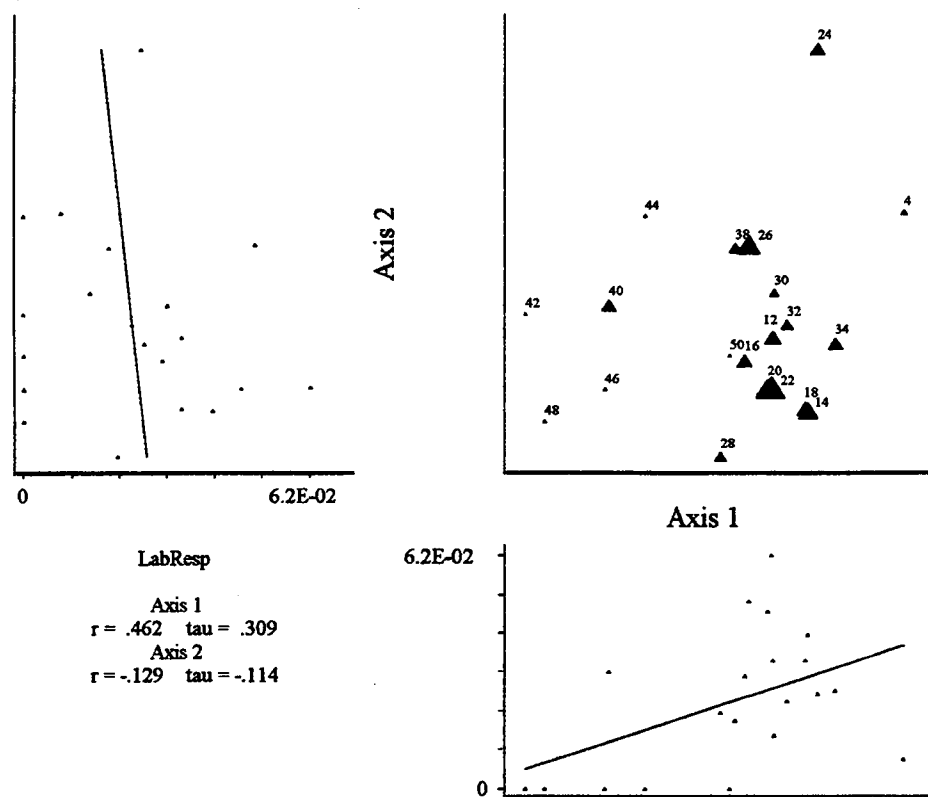 24
4
44
Axis 2
38 26
30
42
40
32
12
34
50 16
20
22
46
18
14
48
28
0 6.2E-02
Axis 1
LabResp
6.2E-02
Axis 1
r = .462 tau = .309
Axis 2
r = -.129 tau = -.114
0